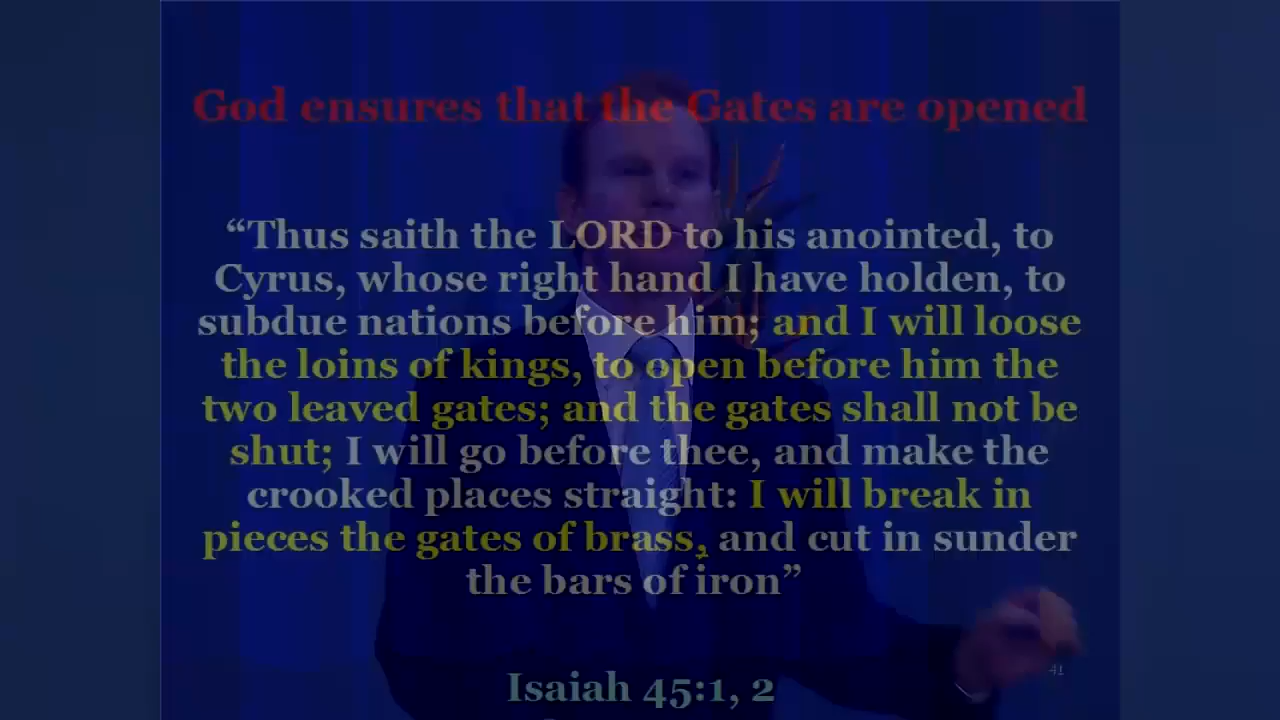 God ensures that the Gates are opened
“Thus saith the LORD to his anointed, to
Cyrus, whose right hand I have holden, to
subdue nations before him; and I will loose
the loins of kings, to open before him the
two leaved gates; and the gates shall not be
shut; I will go before thee, and make the
crooked places straight: I will break in
pieces the gates of brass, and cut in sunder
the bars of iron”
41
Isaiah 45:1, 2